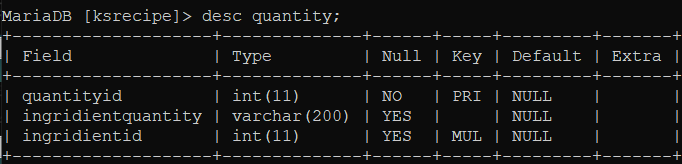 MariaDB [ksrecipe]> desc quantity;
+--------------------+--------------+------+-----+---------+-------+
| Field              | Type         | Null | Key | Default | Extra |
+--------------------+--------------+------+-----+---------+-------+
| quantityid         | int(11)      | NO   | PRI | NULL    |       |
| ingridientquantity | varchar(200) | YES  |     | NULL    |       |
| ingridientid       | int(11)      | YES  | MUL | NULL    |       |
+--------------------+--------------+------+-----+---------+-------+